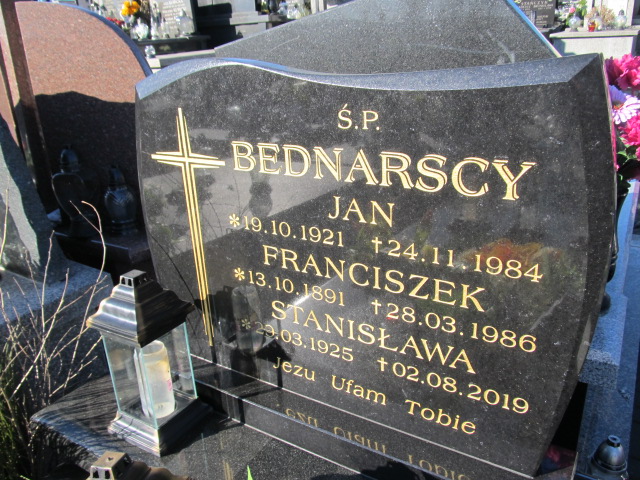 Ś.P.
BEDNARSCY
JAN
*19.10.1921 †24.11.1984
FRANCISZEK
*13.10.1891 †28.03.1986
STANISŁAWA
*29.03.1925 †02.08.2019
Jezu Ufam Tobie